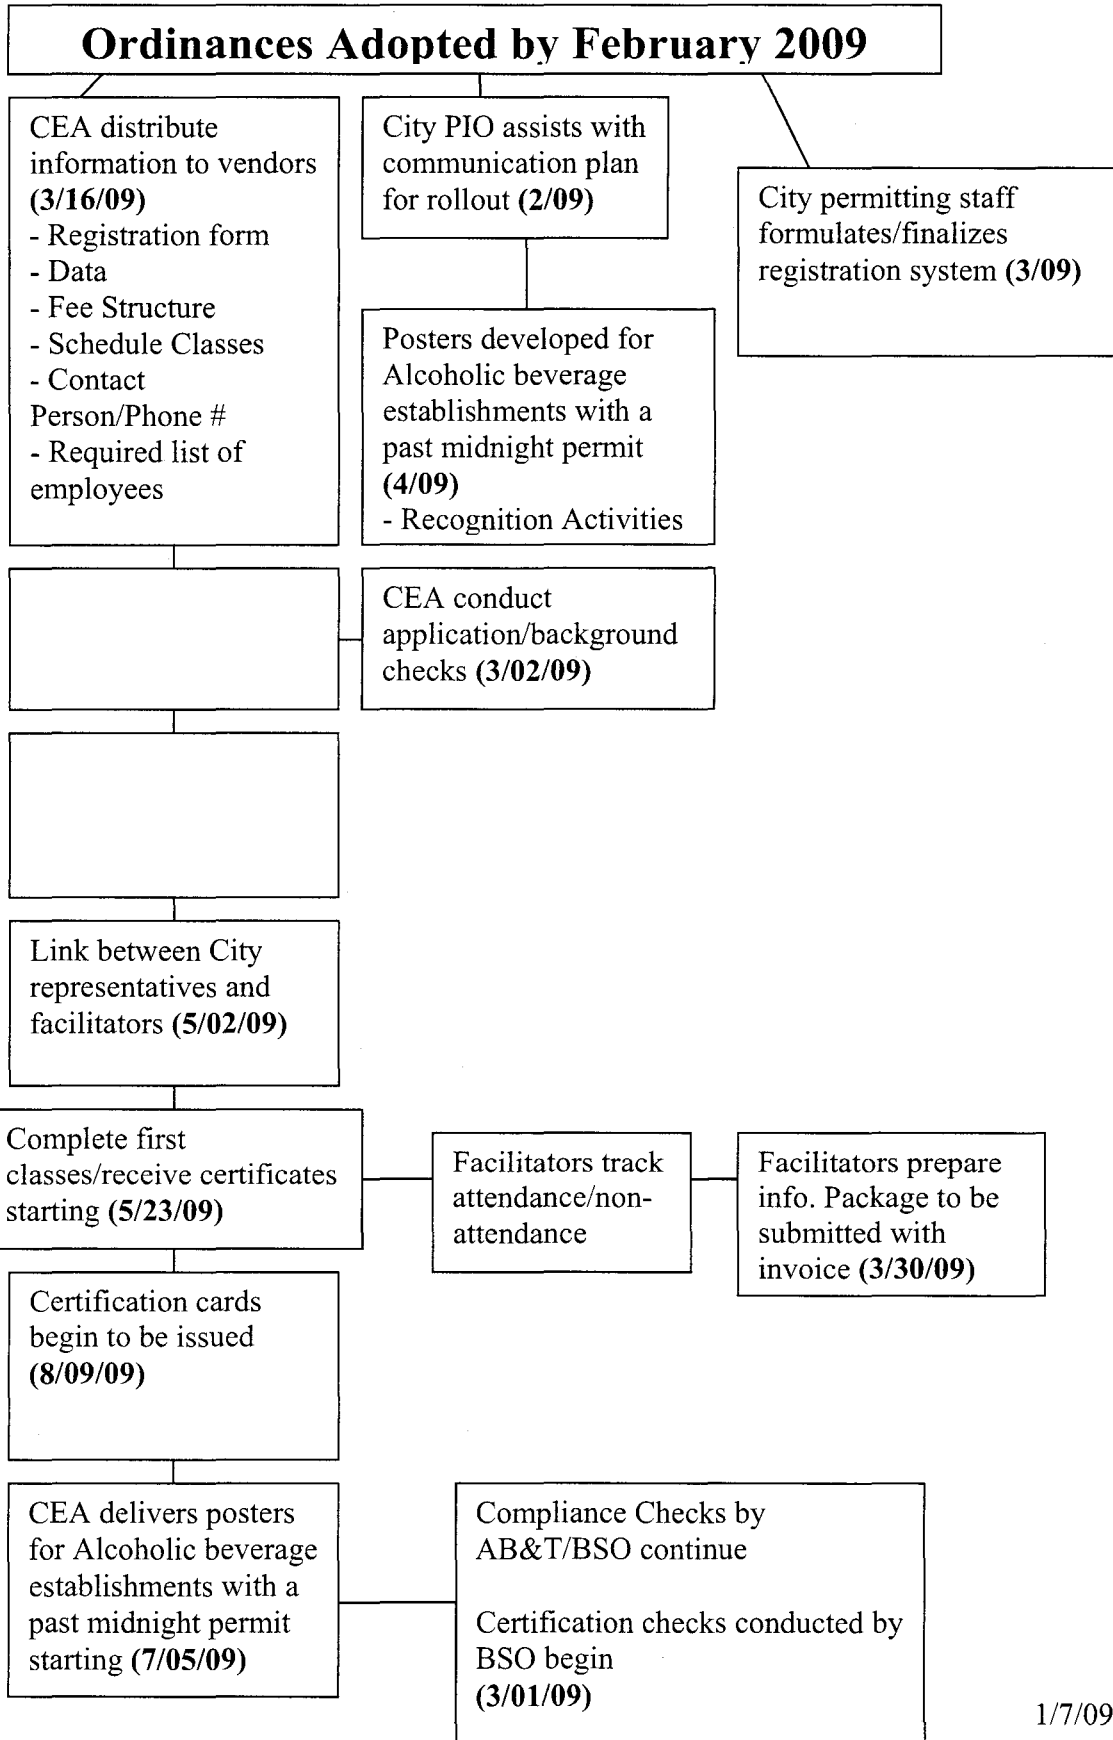 Ordinances Adopted by February 2009
CEA distribute
information to vendors
(3/16/09)
- Registration form
- Data
- Fee Structure
- Schedule Classes
- Contact
Person/Phone #
- Required list of
employees
City PIO assists with
communication plan
for rollout (2/09)
City permitting staff
formulates/finalizes
registration system (3/09)
Posters developed for
Alcoholic beverage
establishments with a
past midnight permit
(4/09)
- Recognition Activities
CEA conduct
application/background
checks (3/02/09)
Link between City
representatives and
facilitators (5/02/09)
Complete first
classes/receive certificates
starting (5/23/09)
Facilitators track
attendance/non-
attendance
Facilitators prepare
info. Package to be
submitted with
invoice (3/30/09)
Certification cards
begin to be issued
(8/09/09)
CEA delivers posters
for Alcoholic beverage
establishments with a
past midnight permit
starting (7/05/09)
Compliance Checks by
AB&T/BSO continue
Certification checks conducted by
BSO begin
(3/01/09)
1/7/09